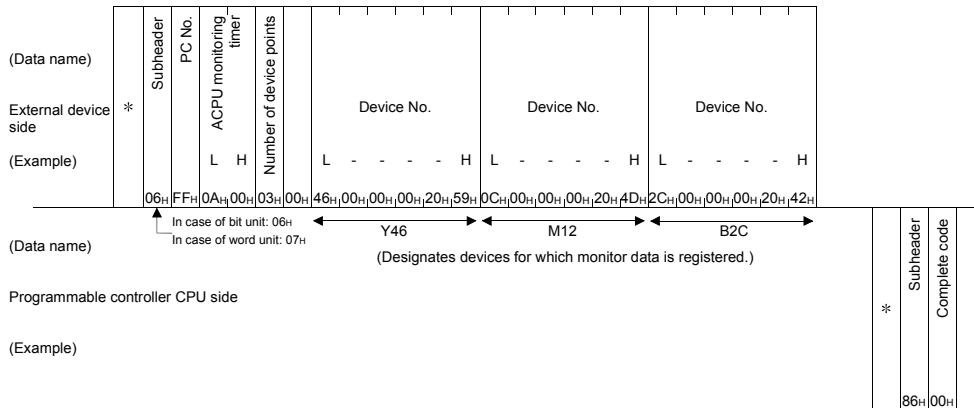 (Data name)
External device side
(Example)
*
Subheader
PC No.
ACPU monitoring timer
Number of device points
L H
Device No.
L - - - - H
Device No.
L - - - - H
Device No.
L - - - - H
06H FFH 0AH 00H 03H 00H 46H 00H 00H 00H 20H 59H 0CH 00H 00H 00H 20H 4DH 2CH 00H 00H 00H 20H 42H
In case of bit unit: 06H
In case of word unit: 07H
Y46
M12
B2C
(Designates devices for which monitor data is registered.)
(Data name)
Programmable controller CPU side
(Example)
*
Subheader
Complete code
86H 00H